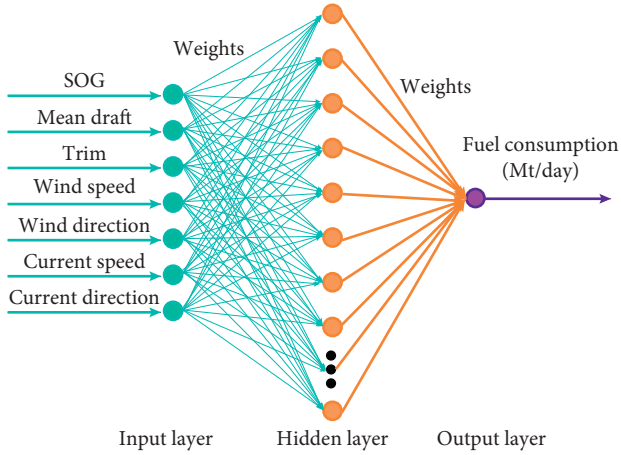 Weights
Weights
SOG
Mean draft
Trim
Wind speed
Wind direction
Current speed
Current direction
Fuel consumption
(Mt/day)
Input layer
Hidden layer
Output layer